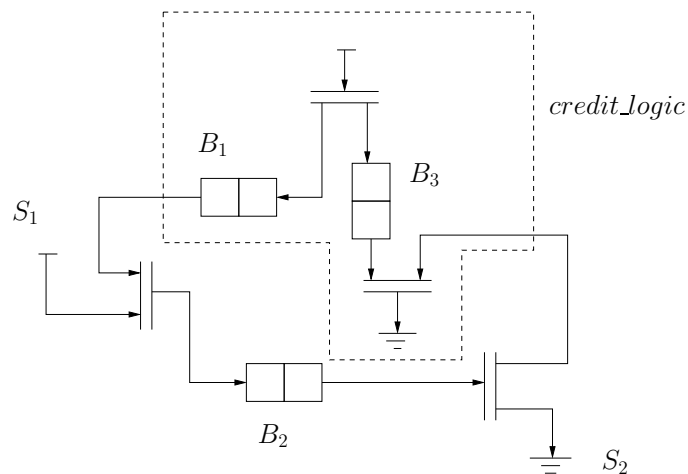 credit_logic
B₁
B₃
S₁
B₂
S₂